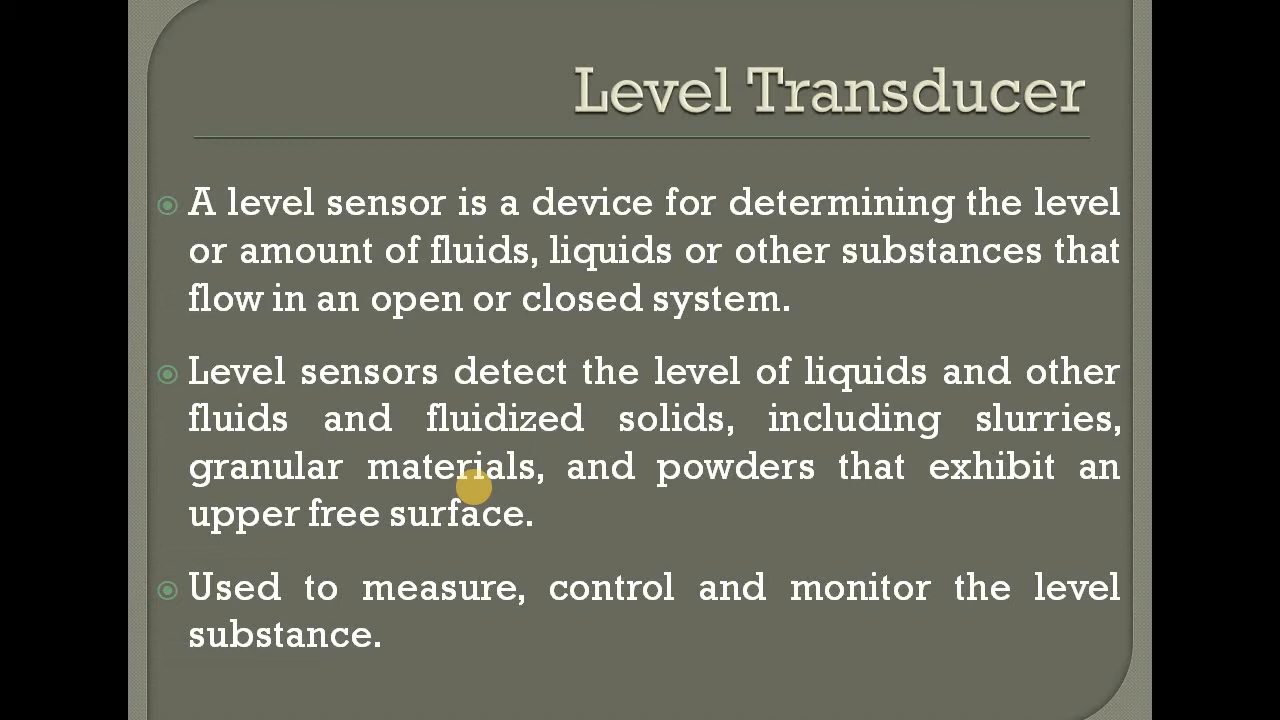 Level Transducer
A level sensor is a device for determining the level
or amount of fluids, liquids or other substances that
flow in an open or closed system.
Level sensors detect the level of liquids and other
fluids and fluidized solids, including slurries,
granular materials, and powders that exhibit an
upper free surface.
Used to measure, control and monitor the level
substance.